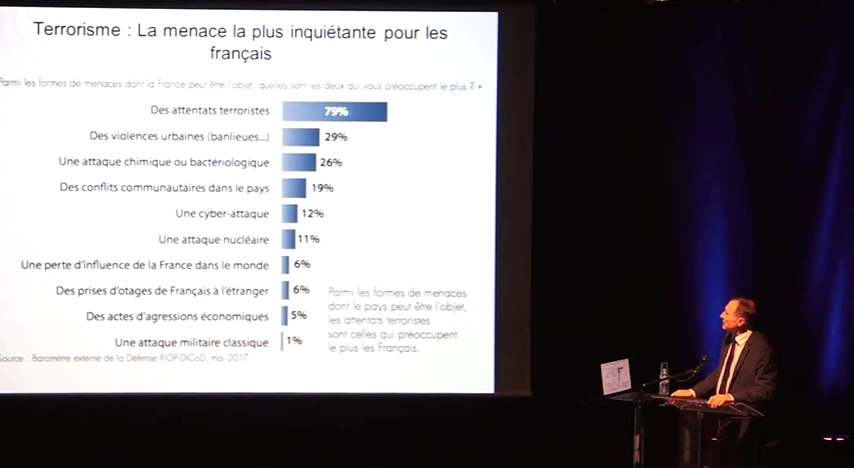 Terrorisme : La menace la plus inquiétante pour les
français
Parmi les formes de menaces dont la France peut être l'objet, quelles sont les deux qui vous préoccupent le plus ? »
Des attentats terroristes 79%
Des violences urbaines (banlieues...) 29%
Une attaque chimique ou bactériologique 26%
Des conflits communautaires dans le pays 19%
Une cyber-attaque 12%
Une attaque nucléaire 11%
Une perte d'influence de la France dans le monde 6%
Des prises d'otages de Français à l'étranger 6%
Des actes d'agressions économiques 5%
Une attaque militaire classique 1%
Parmi les formes de menaces
dont le pays peut être l'objet,
les attentats terroristes
sont celles qui préoccupent
le plus les Français.
Source : Baromètre externe de la Défense IFOP-DICoD, mai 2017